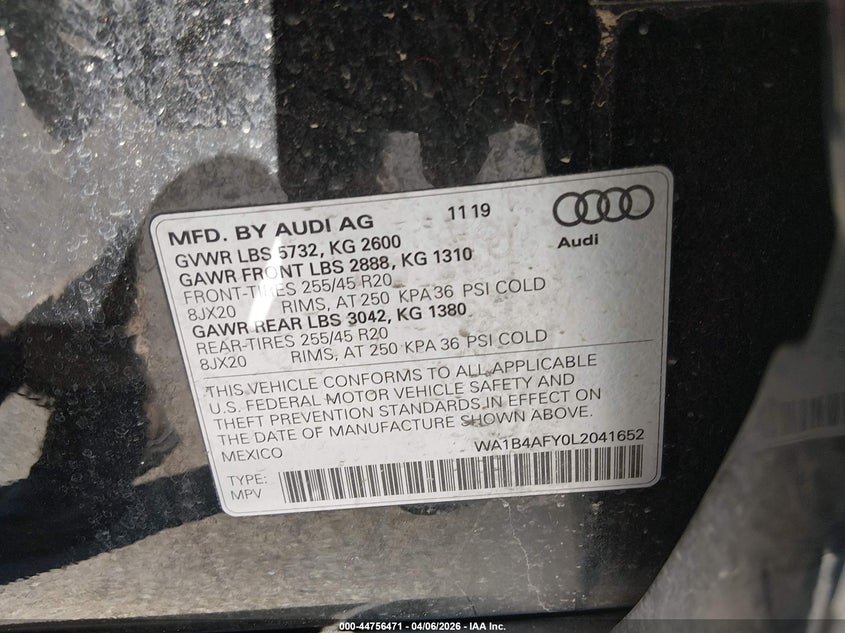 MFD. BY AUDI AG 11 19
Audi
GVWR LBS 5732, KG 2600
GAWR FRONT LBS 2888, KG 1310
FRONT-TIRES 255/45 R20
8JX20 RIMS, AT 250 KPA 36 PSI COLD
GAWR REAR LBS 3042, KG 1380
REAR-TIRES 255/45 R20
8JX20 RIMS, AT 250 KPA 36 PSI COLD
THIS VEHICLE CONFORMS TO ALL APPLICABLE
U.S. FEDERAL MOTOR VEHICLE SAFETY AND
THEFT PREVENTION STANDARDS IN EFFECT ON
THE DATE OF MANUFACTURE SHOWN ABOVE.
MEXICO WA1B4AFY0L2041652
TYPE:
MPV
000-44756471 - 04/06/2026 - IAA Inc.